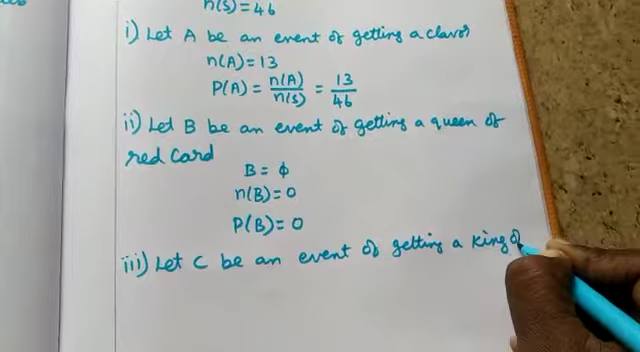 n(S)=46
i) Let A be an event of getting a clavor
n(A)=13
P(A) = n(A)/n(S) = 13/46
ii) Let B be an event of getting a queen of
red card
B = ϕ
n(B)=0
P(B)=0
iii) Let C be an event of getting a king of